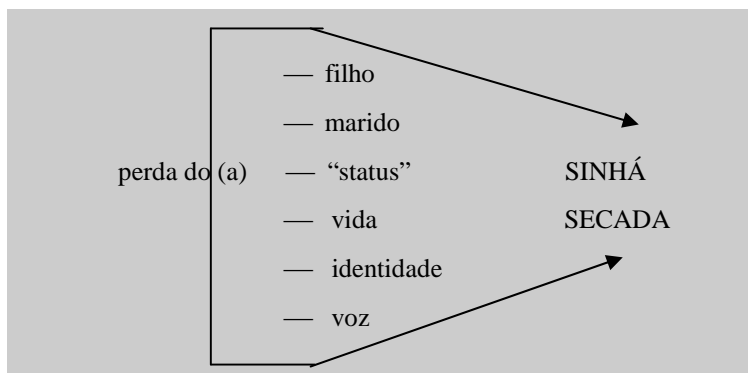 — filho
— marido
perda do (a) — “status” SINHÁ
— vida SECADA
— identidade
— voz